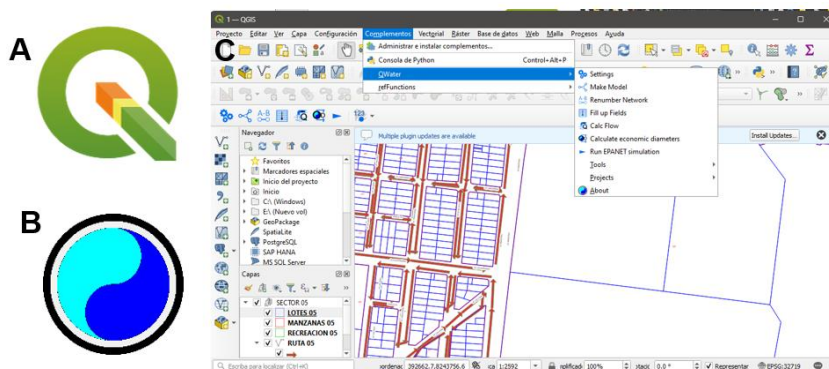 A
B
C
1 — QGIS
Proyecto Editar Ver Capa Configuración Complementos Vectorial Ráster Base de datos Web Malla Procesos Ayuda
Administrar e instalar complementos...
Consola de Python Control+Alt+P
QWater
refFunctions
Settings
Make Model
Renumber Network
Fill up Fields
Calc Flow
Calculate economic diameters
Run EPANET simulation
Tools
Projects
About
Multiple plugin updates are available
Install Updates...
Navegador
Favoritos
Marcadores espaciales
Inicio del proyecto
Inicio
C:\ (Windows)
E:\ (Nuevo vol)
GeoPackage
SpatiaLite
PostgreSQL
SAP HANA
MS SQL Server
Capas
SECTOR 05
LOTES 05
MANZANAS 05
RECREACION 05
RUTA 05
Escriba para localizar (Ctrl+K)
ordenac 392662.7,8243756.6 ca 1:2592 plificad 100% otacić 0.0 ° Representar EPSG:32719